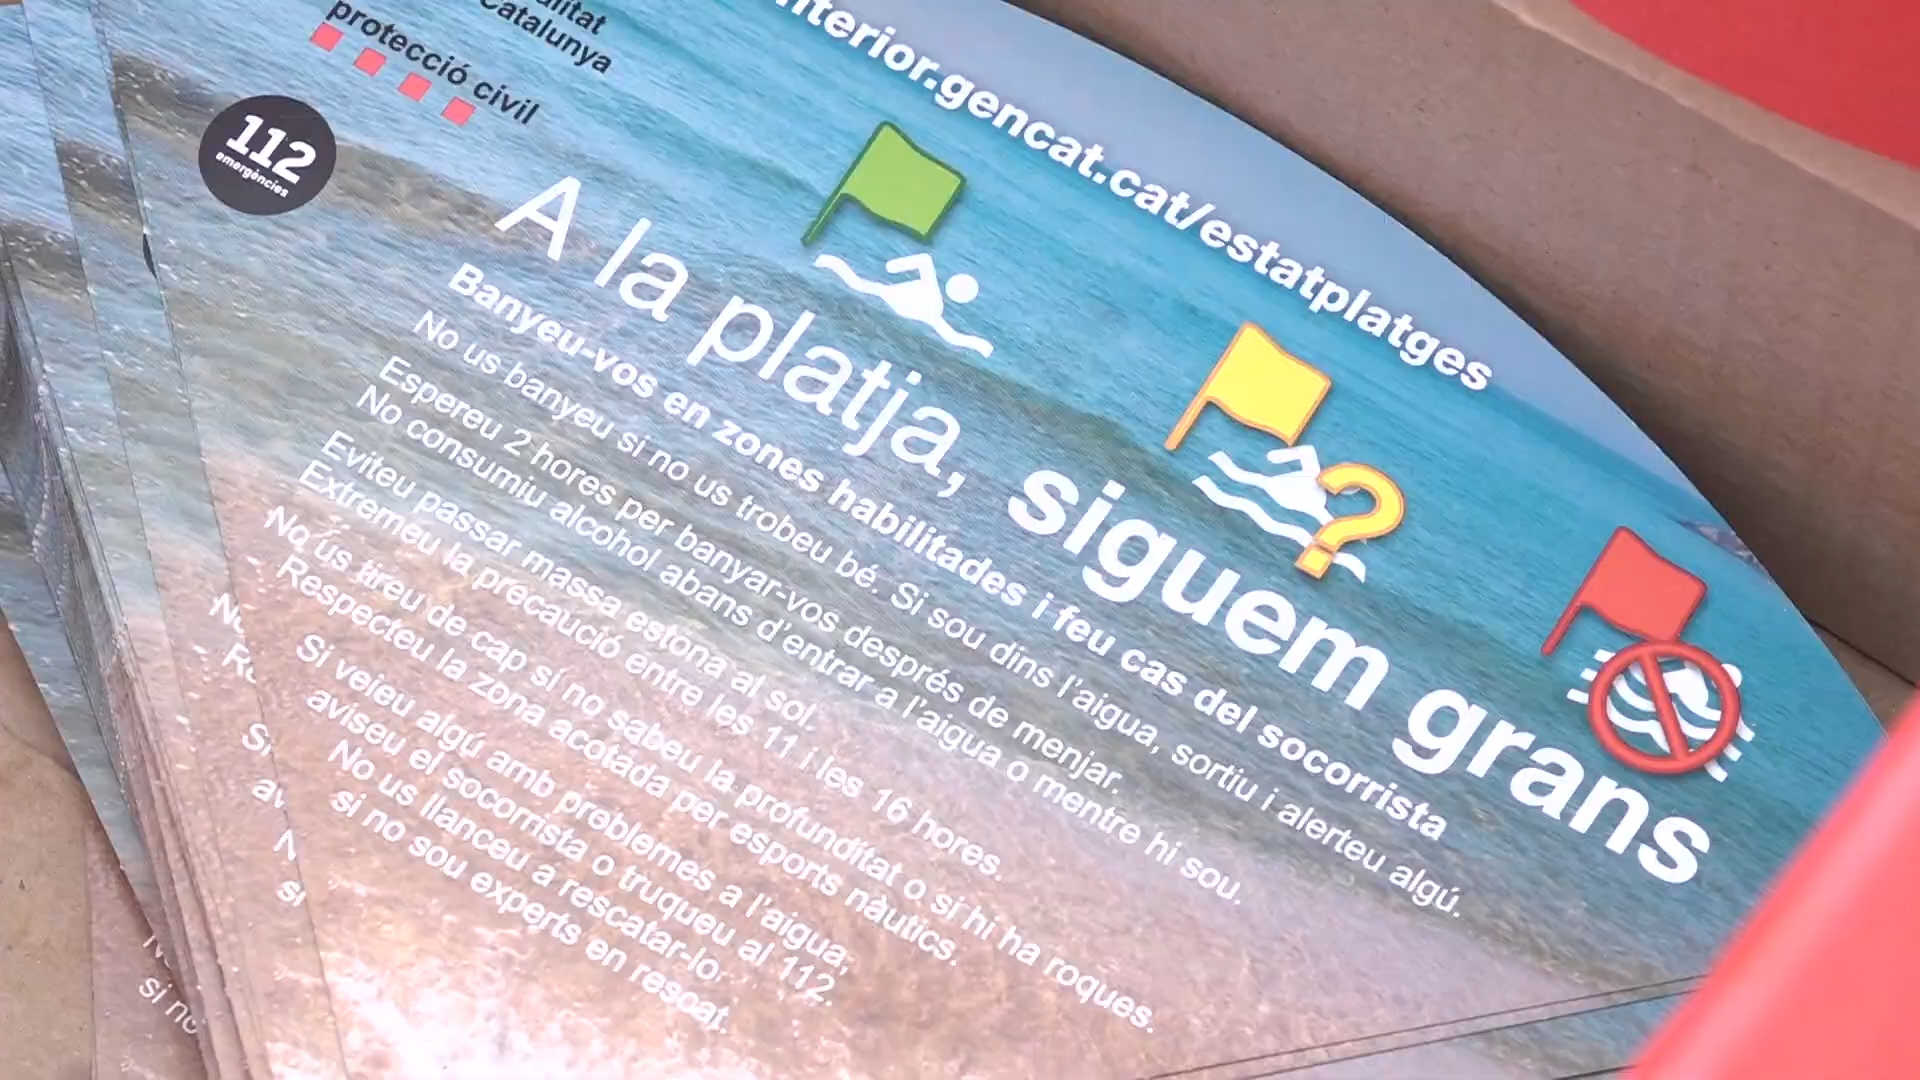 Catalunya
protecció civil
112
emergències
interior.gencat.cat/estatplatges
A la platja, siguem grans
Banyeu-vos en zones habilitades i feu cas del socorrista
No us banyeu si no us trobeu bé. Si sou dins l'aigua, sortiu i alerteu algú.
Espereu 2 hores per banyar-vos després de menjar.
No consumiu alcohol abans d'entrar a l'aigua o mentre hi sou.
Eviteu passar massa estona al sol.
Extremeu la precaució entre les 11 i les 16 hores.
No us tireu de cap si no sabeu la profunditat o si hi ha roques.
Respecteu la zona acotada per esports nàutics.
Si veieu algú amb problemes a l'aigua,
aviseu el socorrista o truqueu al 112.
No us llanceu a rescatar-lo
si no sou experts en rescat.
?
si no